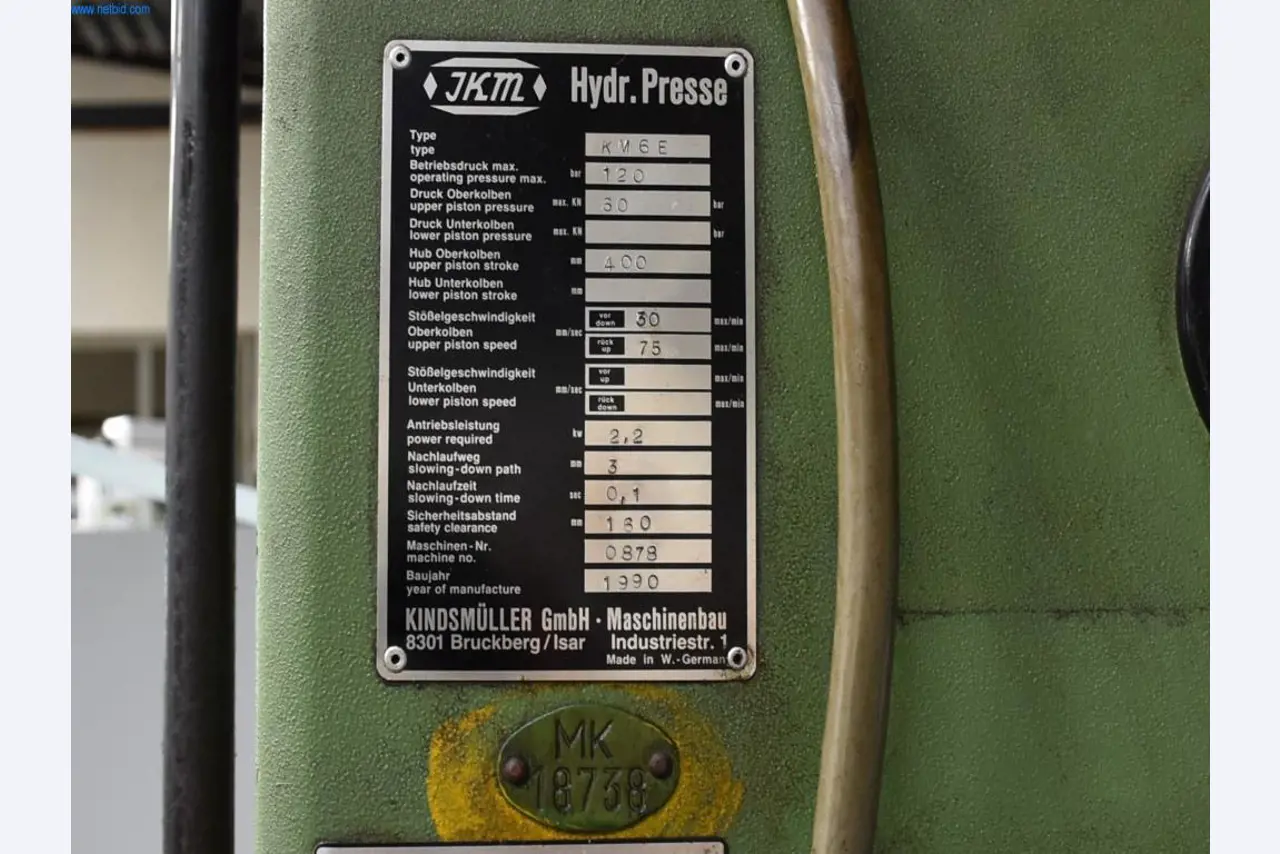 www.netbid.com
JKM Hydr. Presse
Type
type KM6E
Betriebsdruck max.
operating pressure max. bar 120
Druck Oberkolben
upper piston pressure max. KN 60 bar
Druck Unterkolben
lower piston pressure max. KN bar
Hub Oberkolben
upper piston stroke mm 400
Hub Unterkolben
lower piston stroke mm
Stößelgeschwindigkeit vor down 30 max/min
Oberkolben mm/sec
upper piston speed rück up 75 max/min
Stößelgeschwindigkeit vor up max/min
Unterkolben mm/sec
lower piston speed rück down max/min
Antriebsleistung
power required kw 2,2
Nachlaufweg
slowing-down path mm 3
Nachlaufzeit
slowing-down time sec 0,1
Sicherheitsabstand
safety clearance mm 160
Maschinen-Nr.
machine no. 0878
Baujahr
year of manufacture 1990
KINDSMÜLLER GmbH · Maschinenbau
8301 Bruckberg/Isar Industriestr. 1
Made in W.-German
MK
18738